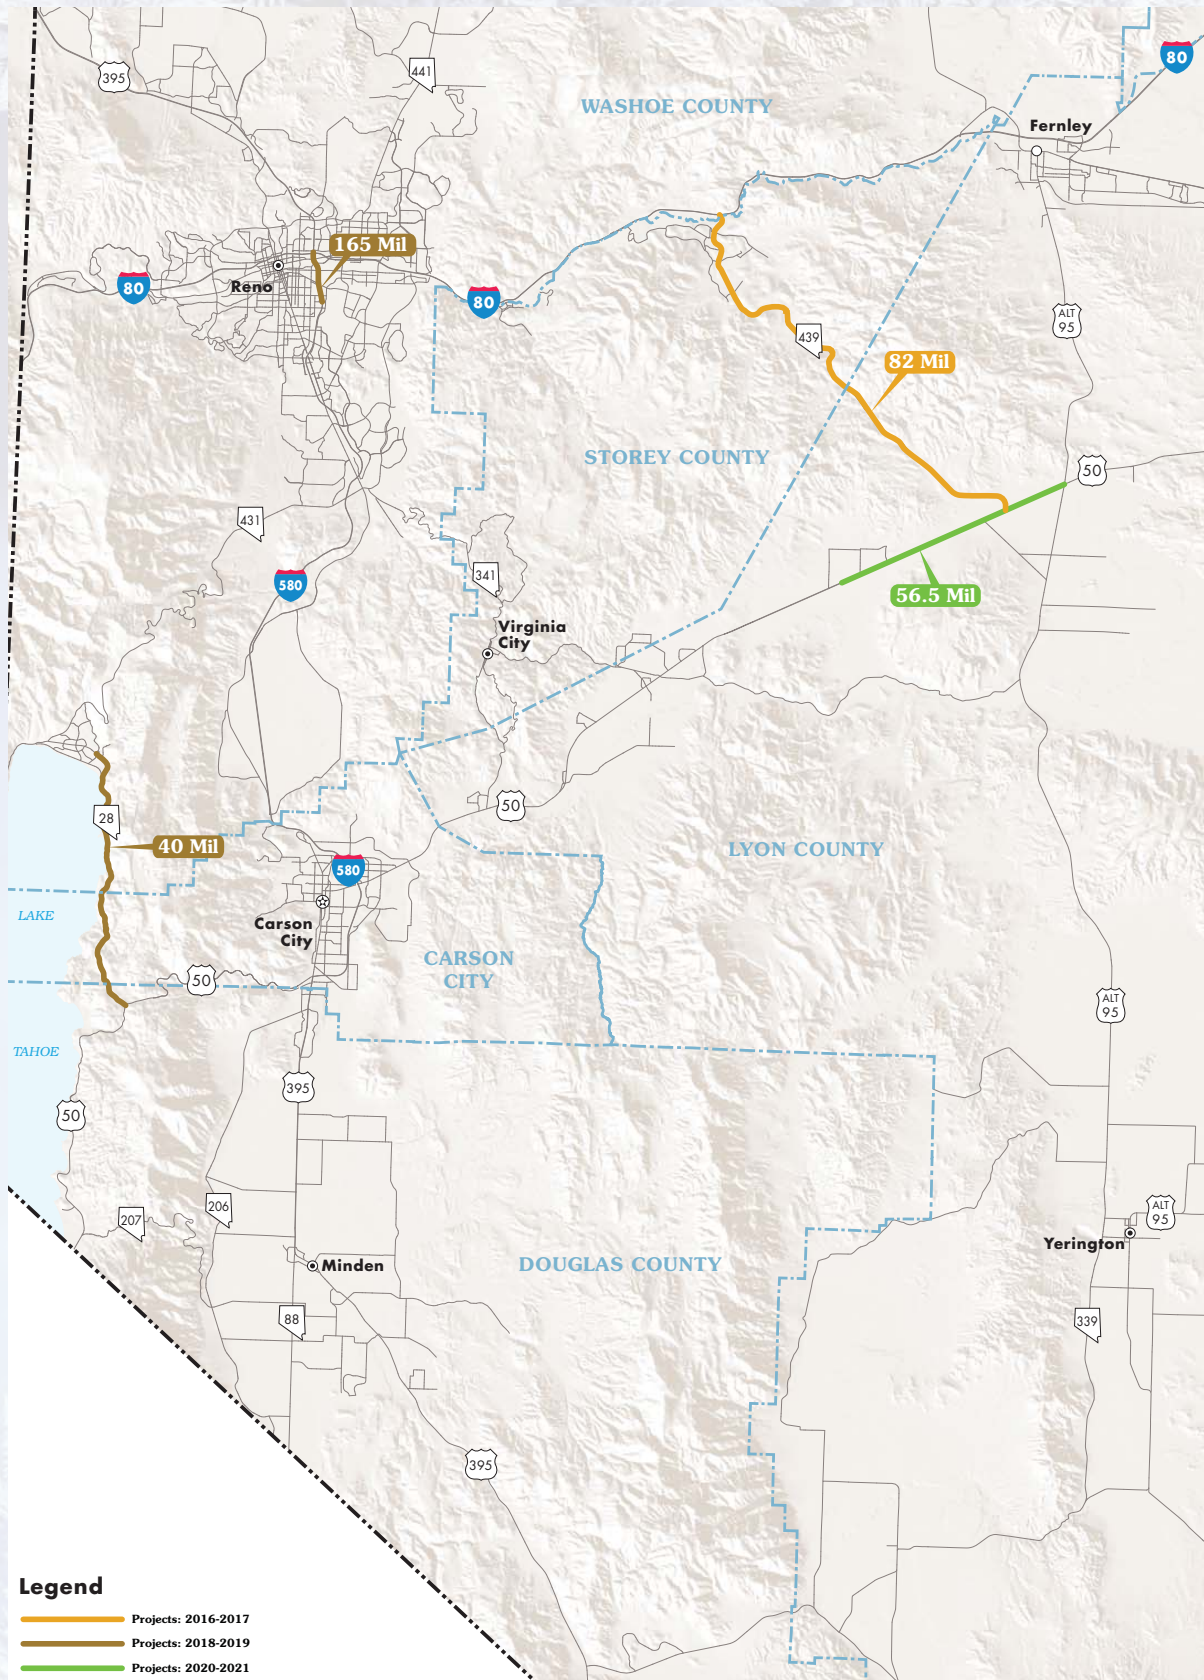 395
441
WASHOE COUNTY
80
Fernley
165 Mil
Reno
80
80
ALT
95
439
82 Mil
STOREY COUNTY
50
431
580
341
56.5 Mil
Virginia
City
28
50
40 Mil
LYON COUNTY
580
LAKE
Carson
City
CARSON
CITY
50
ALT
95
TAHOE
395
50
207
206
ALT
95
Yerington
Minden
DOUGLAS COUNTY
88
339
395
Legend
Projects: 2016-2017
Projects: 2018-2019
Projects: 2020-2021